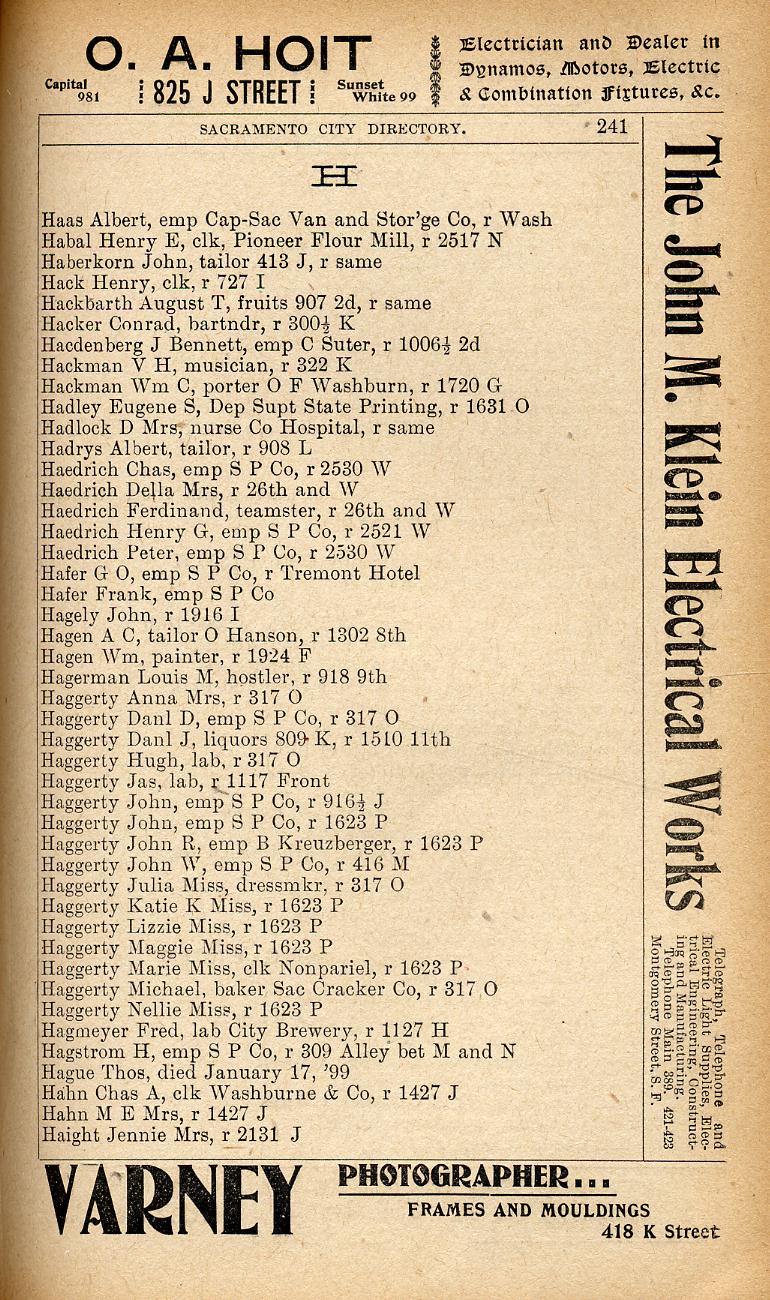 O. A. HOIT
Capital 981
825 J STREET
Sunset White 99
Electrician and Dealer in
Dynamos, Motors, Electric
& Combination Fixtures, &c.
SACRAMENTO CITY DIRECTORY. 241
H
Haas Albert, emp Cap-Sac Van and Stor'ge Co, r Wash
Habal Henry E, clk, Pioneer Flour Mill, r 2517 N
Haberkorn John, tailor 413 J, r same
Hack Henry, clk, r 727 I
Hackbarth August T, fruits 907 2d, r same
Hacker Conrad, bartndr, r 300½ K
Hacdenberg J Bennett, emp C Suter, r 1006½ 2d
Hackman V H, musician, r 322 K
Hackman Wm C, porter O F Washburn, r 1720 G
Hadley Eugene S, Dep Supt State Printing, r 1631 O
Hadlock D Mrs, nurse Co Hospital, r same
Hadrys Albert, tailor, r 908 L
Haedrich Chas, emp S P Co, r 2530 W
Haedrich Della Mrs, r 26th and W
Haedrich Ferdinand, teamster, r 26th and W
Haedrich Henry G, emp S P Co, r 2521 W
Haedrich Peter, emp S P Co, r 2530 W
Hafer G O, emp S P Co, r Tremont Hotel
Hafer Frank, emp S P Co
Hagely John, r 1916 I
Hagen A C, tailor O Hanson, r 1302 8th
Hagen Wm, painter, r 1924 F
Hagerman Louis M, hostler, r 918 9th
Haggerty Anna Mrs, r 317 O
Haggerty Danl D, emp S P Co, r 317 O
Haggerty Danl J, liquors 809 K, r 1510 11th
Haggerty Hugh, lab, r 317 O
Haggerty Jas, lab, r 1117 Front
Haggerty John, emp S P Co, r 916½ J
Haggerty John, emp S P Co, r 1623 P
Haggerty John R, emp B Kreuzberger, r 1623 P
Haggerty John W, emp S P Co, r 416 M
Haggerty Julia Miss, dressmkr, r 317 O
Haggerty Katie K Miss, r 1623 P
Haggerty Lizzie Miss, r 1623 P
Haggerty Maggie Miss, r 1623 P
Haggerty Marie Miss, clk Nonpariel, r 1623 P
Haggerty Michael, baker Sac Cracker Co, r 317 O
Haggerty Nellie Miss, r 1623 P
Hagmeyer Fred, lab City Brewery, r 1127 H
Hagstrom H, emp S P Co, r 309 Alley bet M and N
Hague Thos, died January 17, '99
Hahn Chas A, clk Washburne & Co, r 1427 J
Hahn M E Mrs, r 1427 J
Haight Jennie Mrs, r 2131 J
The John M. Klein Electrical Works
Telegraph, Telephone and
Electric Light Supplies, Elec-
trical Engineering, Construct-
ing and Manufacturing.
Telephone Main 389. 421-423
Montgomery Street, S. F.
VARNEY
PHOTOGRAPHER...
FRAMES AND MOULDINGS
418 K Street